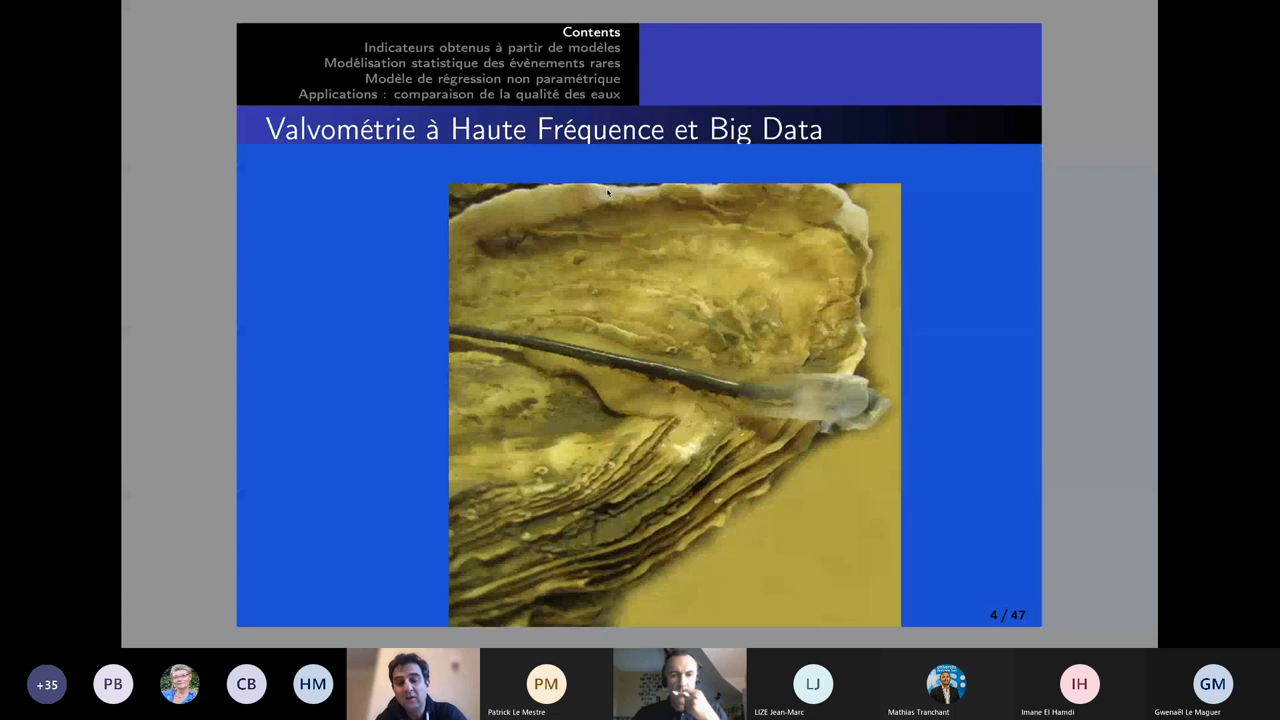 Contents
Indicateurs obtenus à partir de modèles
Modélisation statistique des évènements rares
Modèle de régression non paramétrique
Applications : comparaison de la qualité des eaux
Valvométrie à Haute Fréquence et Big Data
4 / 47
+35
PB
CB
HM
PM
Patrick Le Mestre
LJ
LIZE Jean-Marc
Mathias Tranchant
IH
Imane El Hamdi
GM
Gwenaël Le Maguer